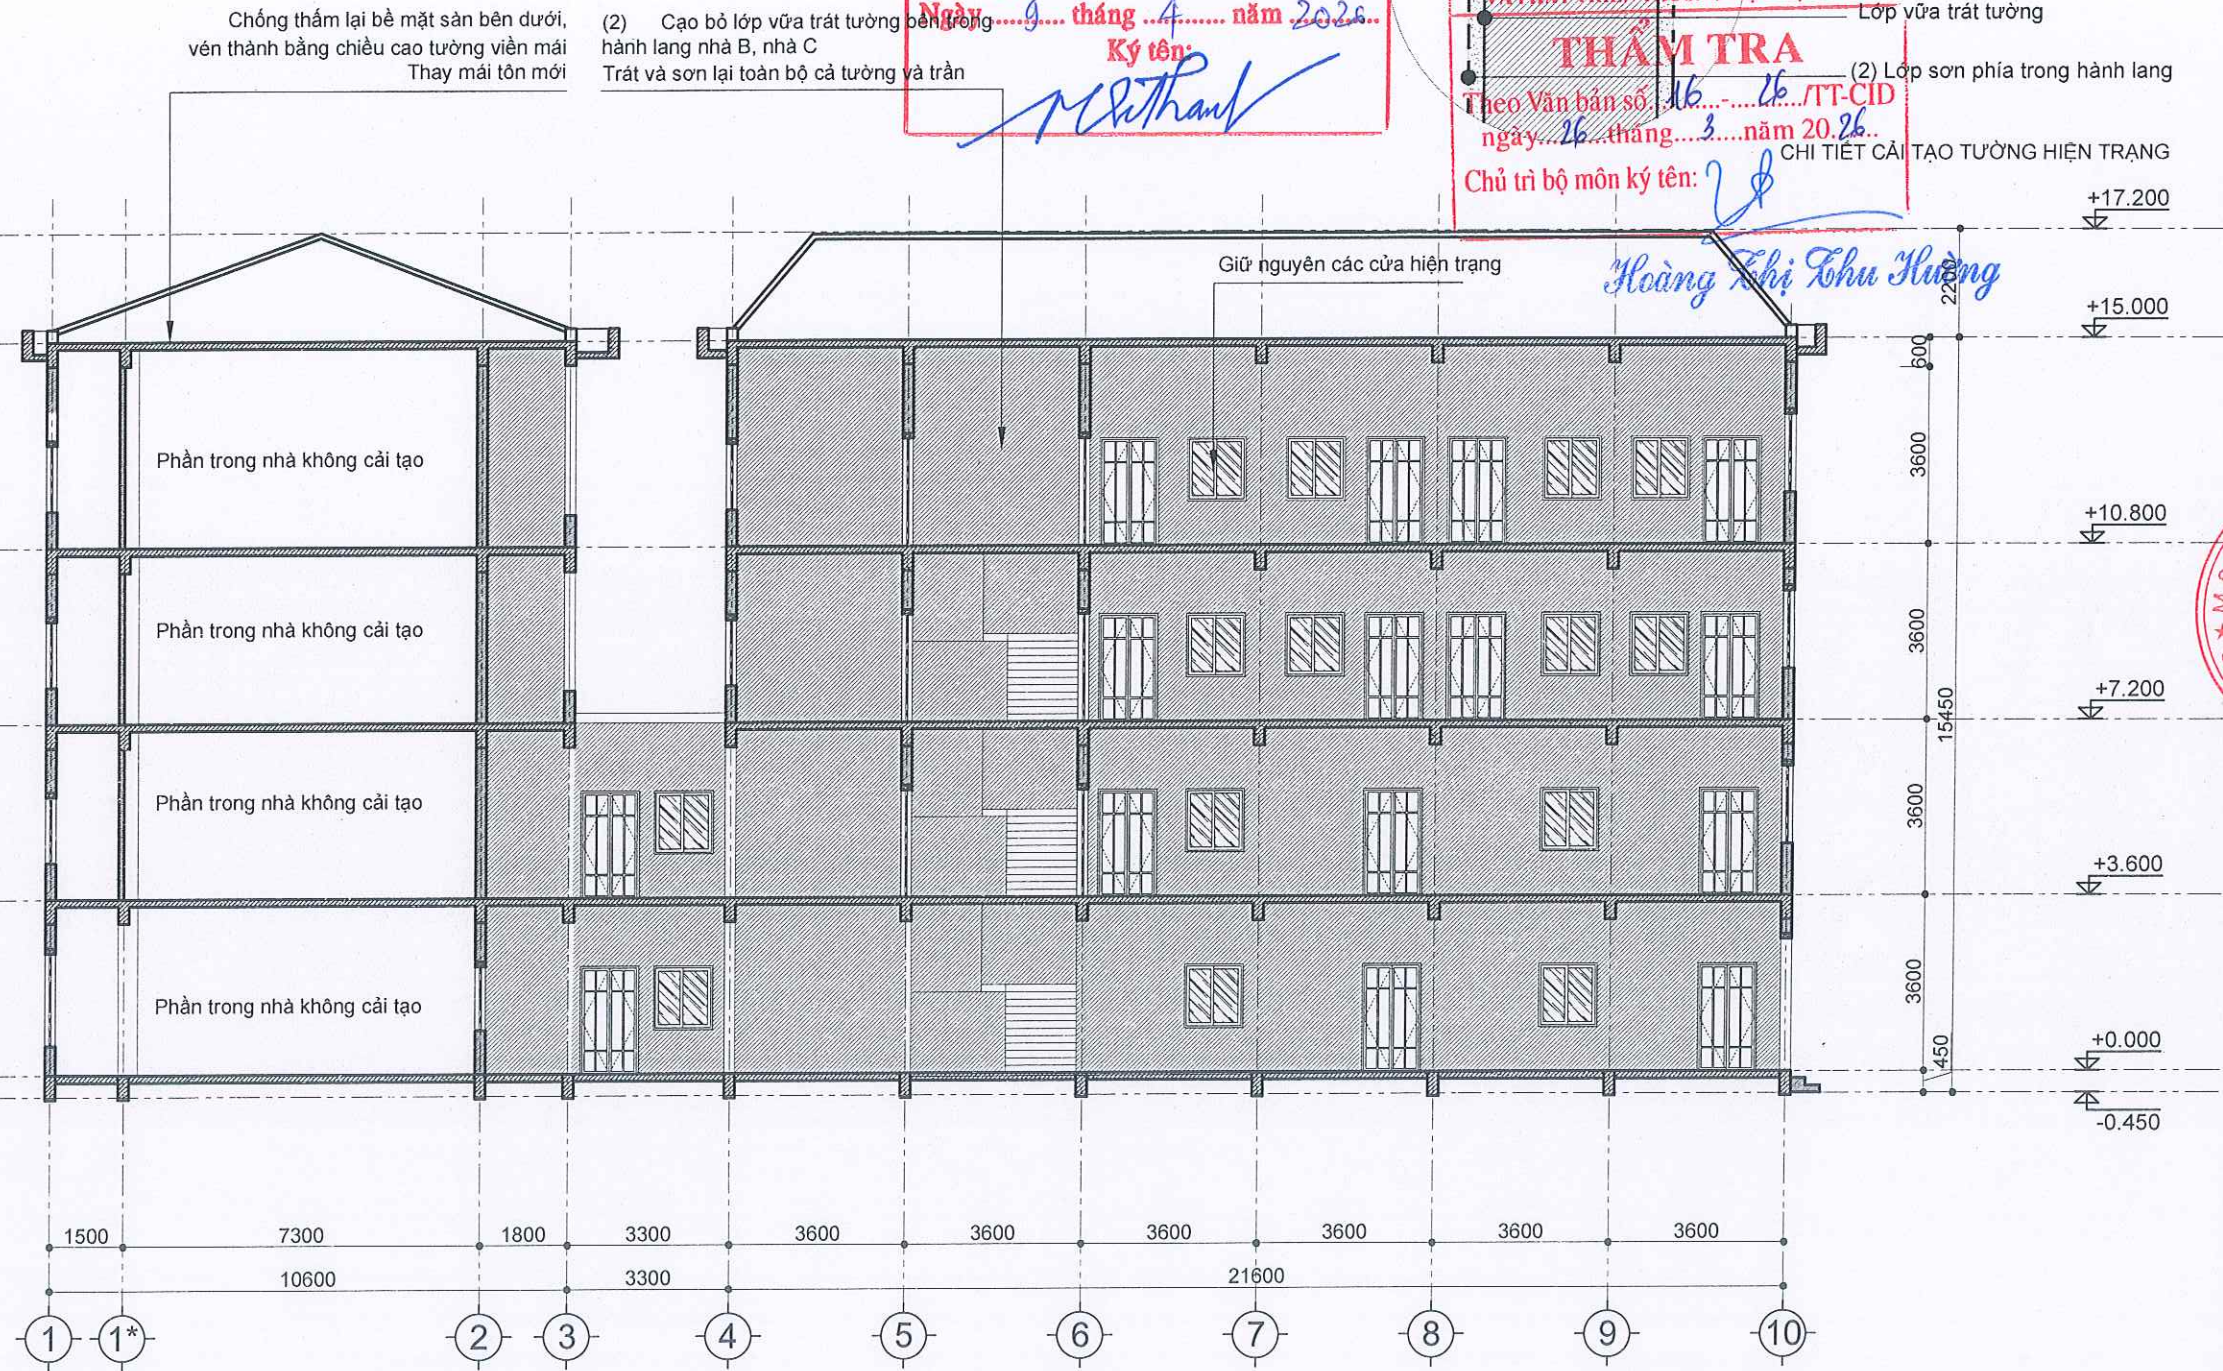 Chống thấm lại bề mặt sàn bên dưới,
vén thành bằng chiều cao tường viền mái
Thay mái tôn mới
(2) Cạo bỏ lớp vữa trát tường bên trong
hành lang nhà B, nhà C
Trát và sơn lại toàn bộ cả tường và trần
Ngày.....9.... tháng ..4....... năm 2026..
Ký tên:
Lớp vữa trát tường
THẨM TRA
(2) Lớp sơn phía trong hành lang
Theo Văn bản số..16....-....26.../TT-CID
ngày..26..tháng....3....năm 20.26..
CHI TIẾT CẢI TẠO TƯỜNG HIỆN TRẠNG
Chủ trì bộ môn ký tên:
Hoàng Thị Thu Hường
Giữ nguyên các cửa hiện trạng
+17.200
2200
+15.000
600
Phần trong nhà không cải tạo
3600
+10.800
Phần trong nhà không cải tạo
3600
+7.200
15450
Phần trong nhà không cải tạo
3600
+3.600
Phần trong nhà không cải tạo
3600
+0.000
450
-0.450
1500 7300 1800 3300 3600 3600 3600 3600 3600 3600
10600 3300 21600
1 1* 2 3 4 5 6 7 8 9 10